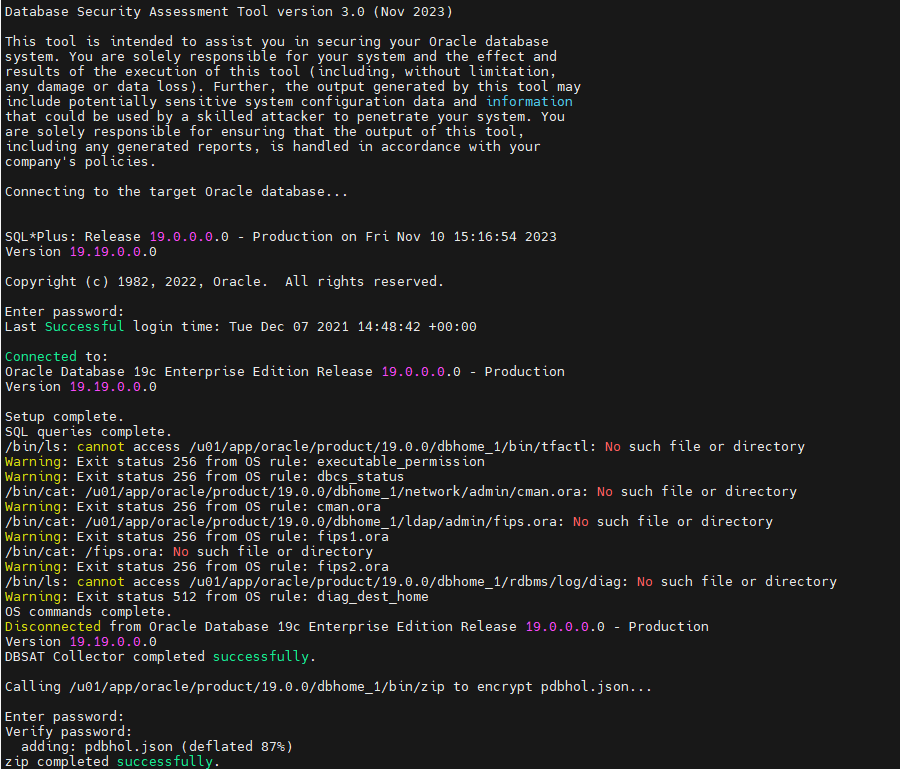 Database Security Assessment Tool version 3.0 (Nov 2023)
This tool is intended to assist you in securing your Oracle database
system. You are solely responsible for your system and the effect and
results of the execution of this tool (including, without limitation,
any damage or data loss). Further, the output generated by this tool may
include potentially sensitive system configuration data and information
that could be used by a skilled attacker to penetrate your system. You
are solely responsible for ensuring that the output of this tool,
including any generated reports, is handled in accordance with your
company's policies.
Connecting to the target Oracle database...
SQL*Plus: Release 19.0.0.0.0 - Production on Fri Nov 10 15:16:54 2023
Version 19.19.0.0.0
Copyright (c) 1982, 2022, Oracle.  All rights reserved.
Enter password:
Last Successful login time: Tue Dec 07 2021 14:48:42 +00:00
Connected to:
Oracle Database 19c Enterprise Edition Release 19.0.0.0.0 - Production
Version 19.19.0.0.0
Setup complete.
SQL queries complete.
/bin/ls: cannot access /u01/app/oracle/product/19.0.0/dbhome_1/bin/tfactl: No such file or directory
Warning: Exit status 256 from OS rule: executable_permission
Warning: Exit status 256 from OS rule: dbcs_status
/bin/cat: /u01/app/oracle/product/19.0.0/dbhome_1/network/admin/cman.ora: No such file or directory
Warning: Exit status 256 from OS rule: cman.ora
/bin/cat: /u01/app/oracle/product/19.0.0/dbhome_1/ldap/admin/fips.ora: No such file or directory
Warning: Exit status 256 from OS rule: fips1.ora
/bin/cat: /fips.ora: No such file or directory
Warning: Exit status 256 from OS rule: fips2.ora
/bin/ls: cannot access /u01/app/oracle/product/19.0.0/dbhome_1/rdbms/log/diag: No such file or directory
Warning: Exit status 512 from OS rule: diag_dest_home
OS commands complete.
Disconnected from Oracle Database 19c Enterprise Edition Release 19.0.0.0.0 - Production
Version 19.19.0.0.0
DBSAT Collector completed successfully.
Calling /u01/app/oracle/product/19.0.0/dbhome_1/bin/zip to encrypt pdbhol.json...
Enter password:
Verify password:
  adding: pdbhol.json (deflated 87%)
zip completed successfully.